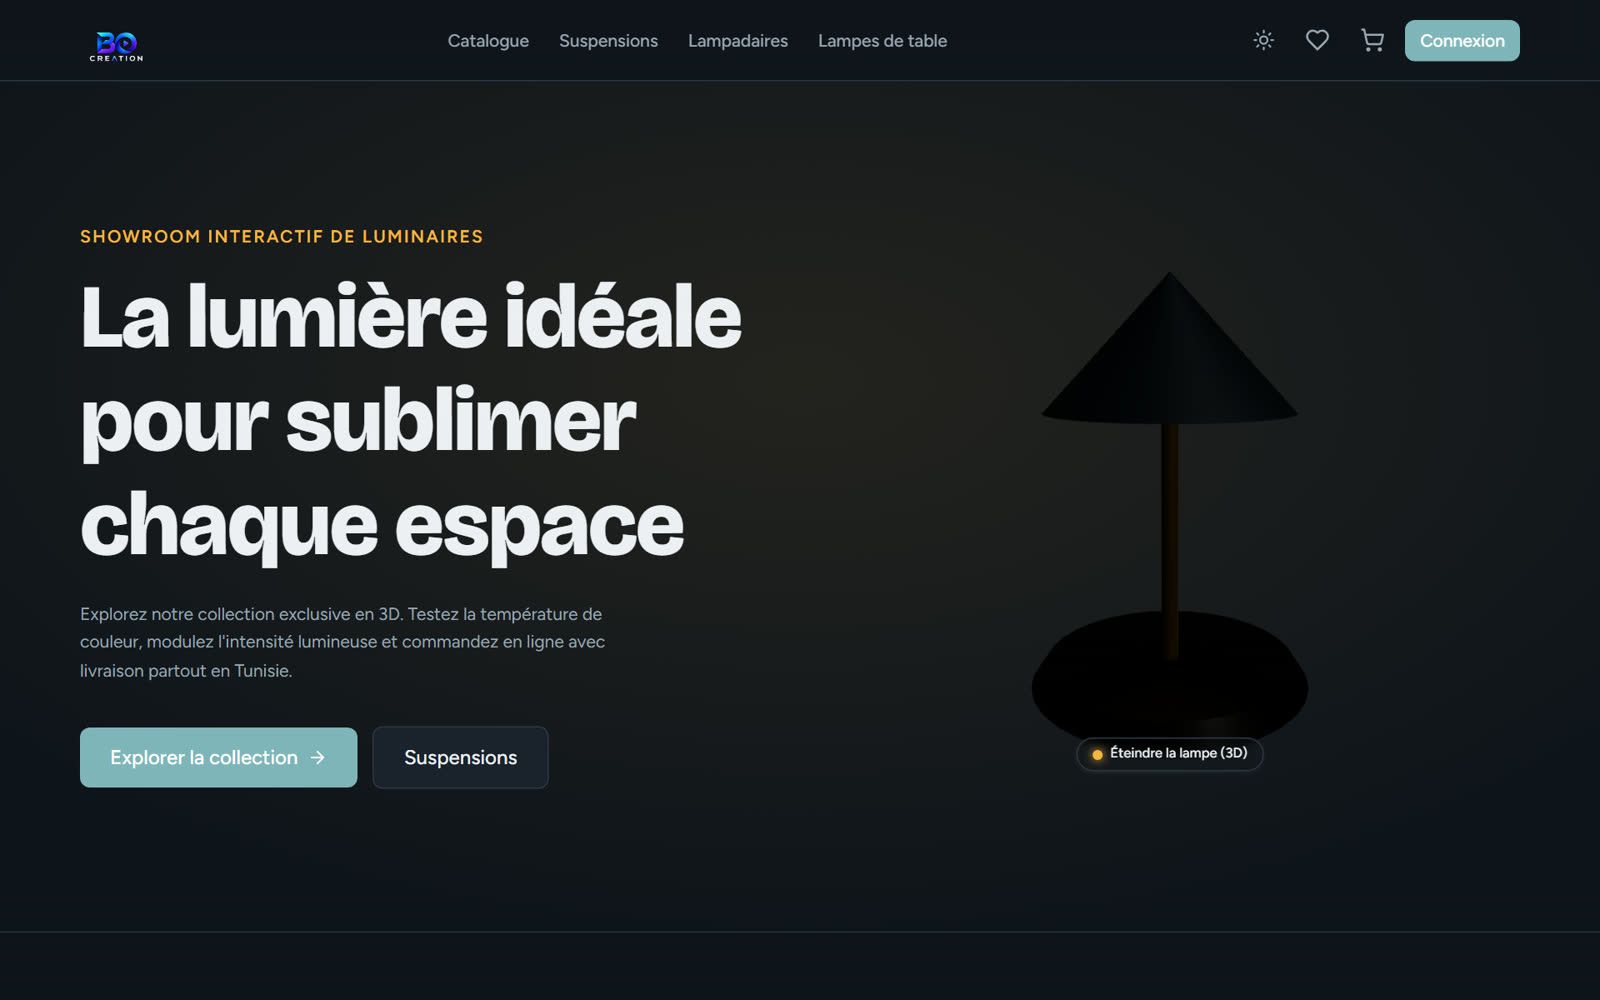 BO
CREATION
Catalogue
Suspensions
Lampadaires
Lampes de table
Connexion
SHOWROOM INTERACTIF DE LUMINAIRES
La lumière idéale
pour sublimer
chaque espace
Explorez notre collection exclusive en 3D. Testez la température de
couleur, modulez l'intensité lumineuse et commandez en ligne avec
livraison partout en Tunisie.
Explorer la collection →
Suspensions
Éteindre la lampe (3D)